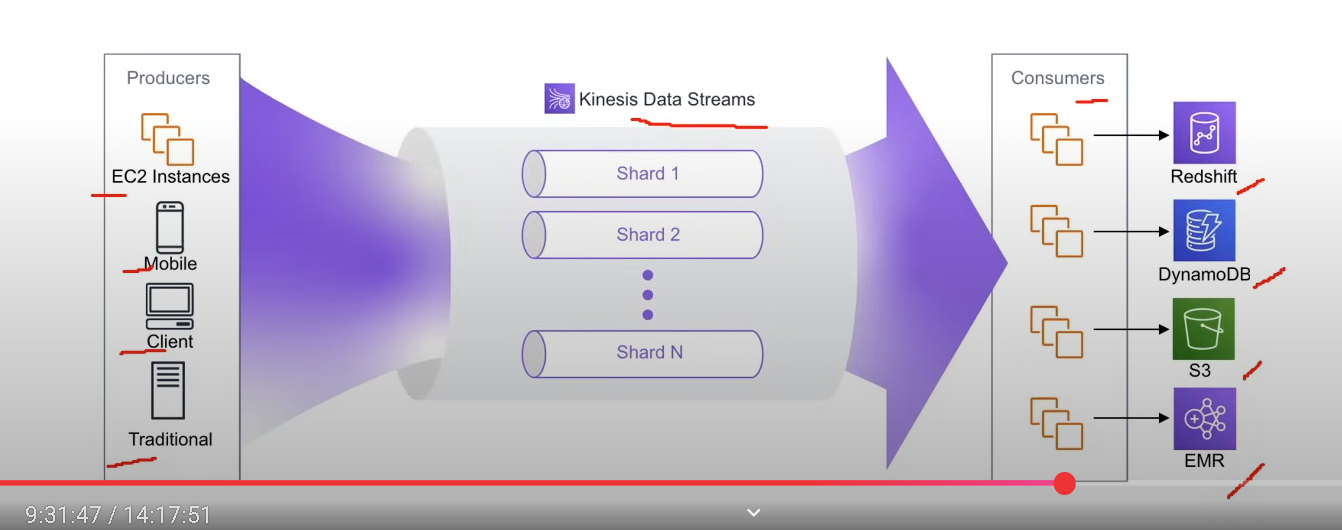 Producers
EC2 Instances
Mobile
Client
Traditional
Kinesis Data Streams
Shard 1
Shard 2
Shard N
Consumers
Redshift
DynamoDB
S3
EMR
9:31:47 / 14:17:51